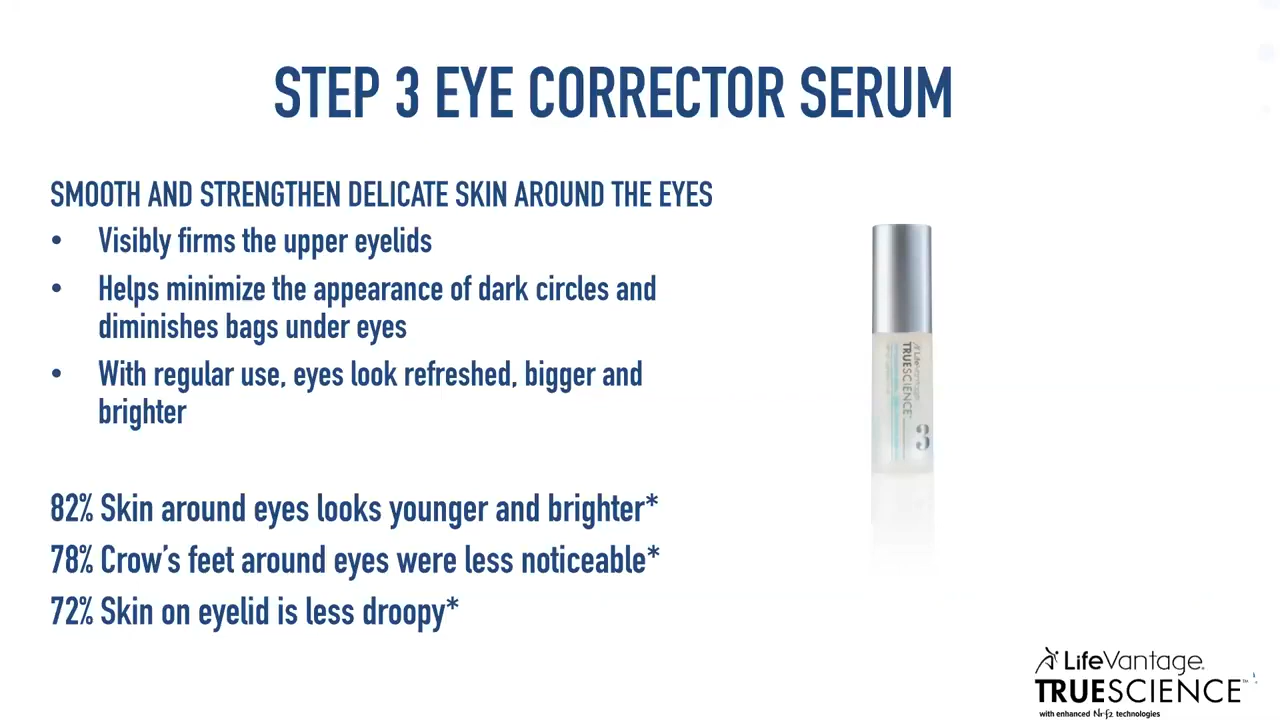 STEP 3 EYE CORRECTOR SERUM
SMOOTH AND STRENGTHEN DELICATE SKIN AROUND THE EYES
• Visibly firms the upper eyelids
• Helps minimize the appearance of dark circles and
diminishes bags under eyes
• With regular use, eyes look refreshed, bigger and
brighter
82% Skin around eyes looks younger and brighter*
78% Crow’s feet around eyes were less noticeable*
72% Skin on eyelid is less droopy*
LifeVantage
TRUESCIENCE™
3
LifeVantage.
TRUESCIENCE™
with enhanced Nrf2 technologies